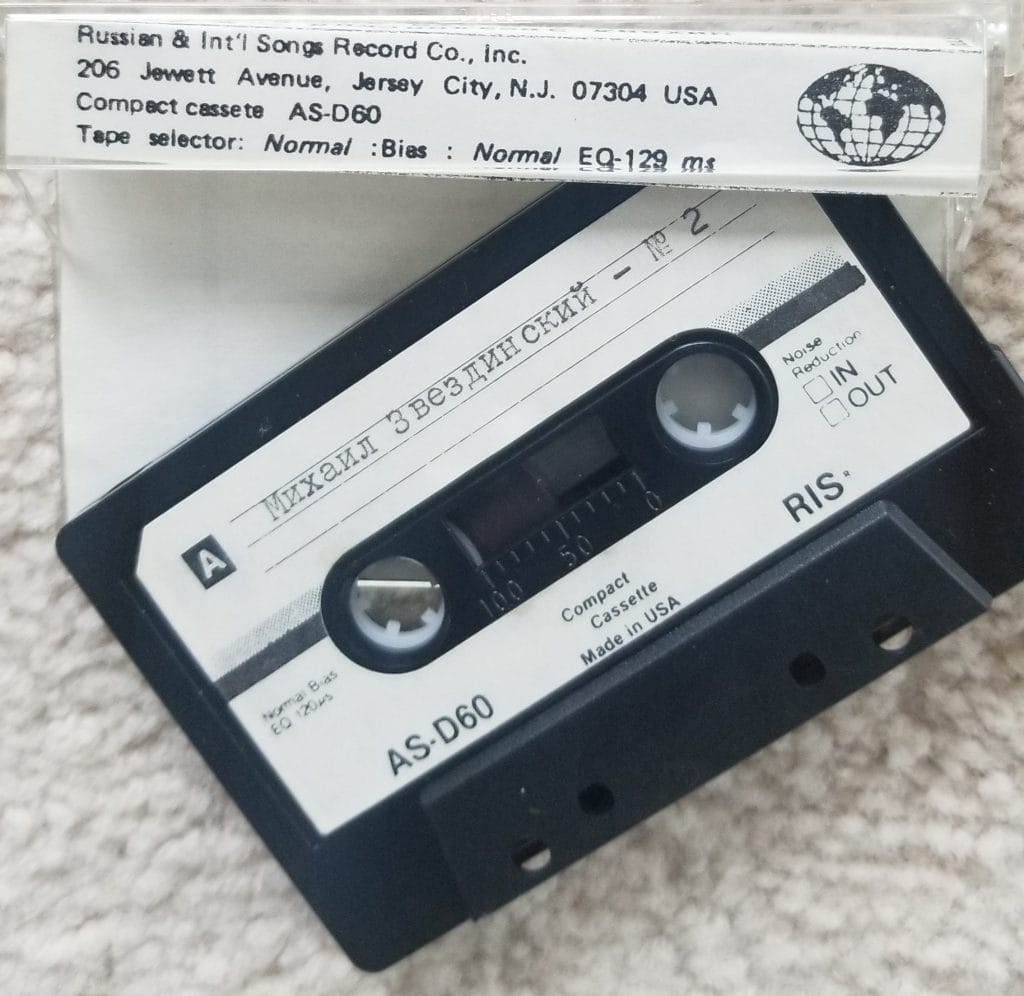 Russian & Int'l Songs Record Co., inc.
206 Jewett Avenue, Jersey City, N.J. 07304 USA
Compact cassete AS-D60
Tape selector: Normal :Bias : Normal EQ-129 ms
Михаил Звездинский - № 2
A
Noise
Reduction
IN
OUT
100 50 0
RIS®
Compact
Cassette
Made in USA
Normal Bias
EQ 120µs
AS-D60